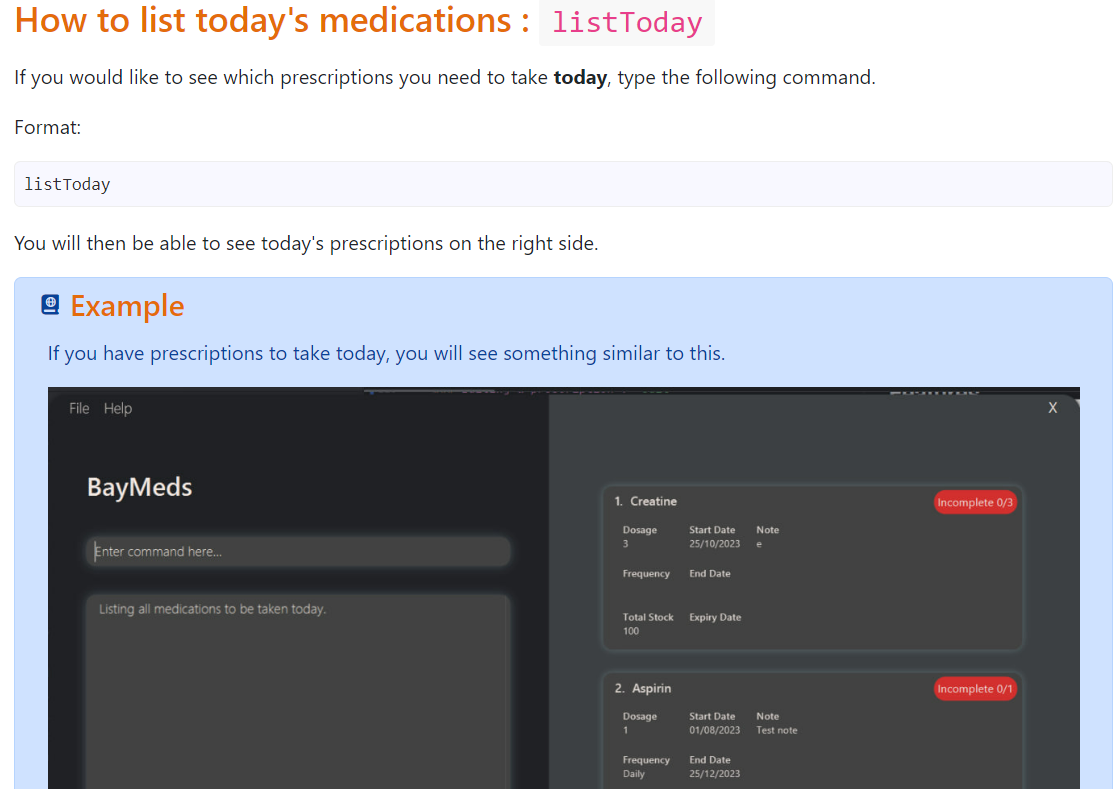 How to list today's medications : listToday
If you would like to see which prescriptions you need to take today, type the following command.
Format:
listToday
You will then be able to see today's prescriptions on the right side.
Example
If you have prescriptions to take today, you will see something similar to this.
File Help
X
BayMeds
Enter command here...
Listing all medications to be taken today.
1. Creatine
Incomplete 0/3
Dosage Start Date Note
3 25/10/2023 e
Frequency End Date
Total Stock Expiry Date
100
2. Aspirin
Incomplete 0/1
Dosage Start Date Note
1 01/08/2023 Test note
Frequency End Date
Daily 25/12/2023